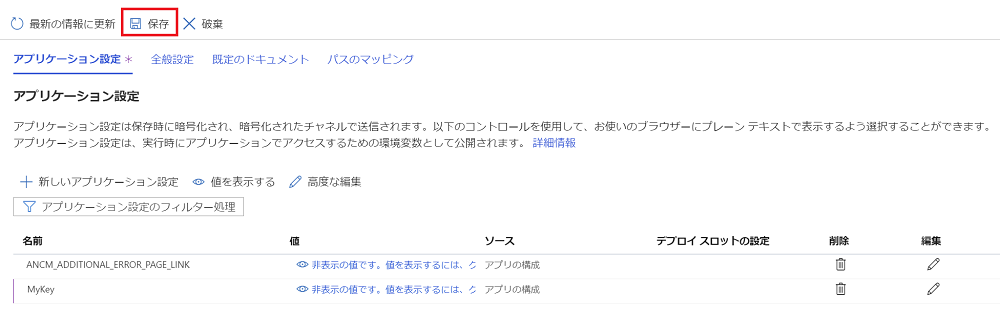 最新の情報に更新 保存 破棄
アプリケーション設定 * 全般設定 既定のドキュメント パスのマッピング
アプリケーション設定
アプリケーション設定は保存時に暗号化され、暗号化されたチャネルで送信されます。以下のコントロールを使用して、お使いのブラウザーにプレーン テキストで表示するよう選択することができます。
アプリケーション設定は、実行時にアプリケーションでアクセスするための環境変数として公開されます。 詳細情報
新しいアプリケーション設定 値を表示する 高度な編集
アプリケーション設定のフィルター処理
名前 値 ソース デプロイ スロットの設定 削除 編集
ANCM_ADDITIONAL_ERROR_PAGE_LINK 非表示の値です。値を表示するには、ク アプリの構成
MyKey 非表示の値です。値を表示するには、ク アプリの構成